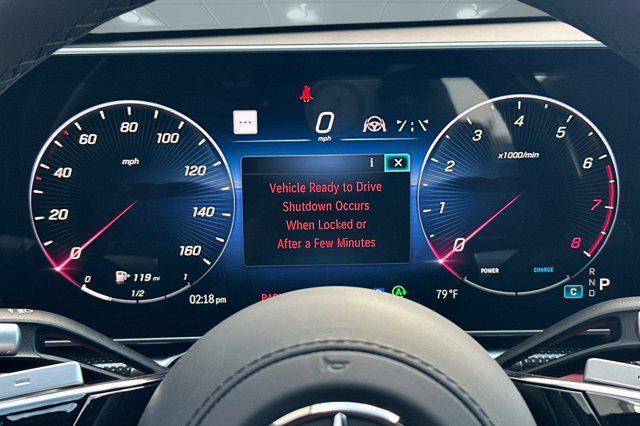 0
mph
i
×
Vehicle Ready to Drive
Shutdown Occurs
When Locked or
After a Few Minutes
0 20 40 60 80 100 120 140 160
mph
119 mi
0 1/2 1
02:18 pm
0 1 2 3 4 5 6 7 8
x1000/min
POWER
CHARGE
79°F
A
C
R
N
D
P